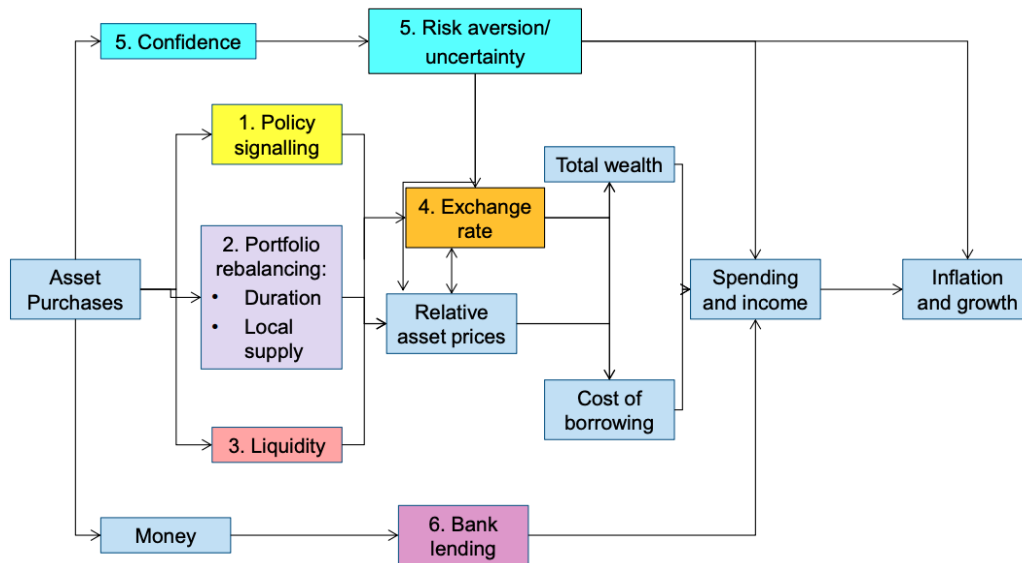 5. Confidence
5. Risk aversion/
uncertainty
1. Policy
signalling
Total wealth
4. Exchange
rate
2. Portfolio
rebalancing:
• Duration
• Local
supply
Asset
Purchases
Relative
asset prices
Spending
and income
Inflation
and growth
Cost of
borrowing
3. Liquidity
Money
6. Bank
lending